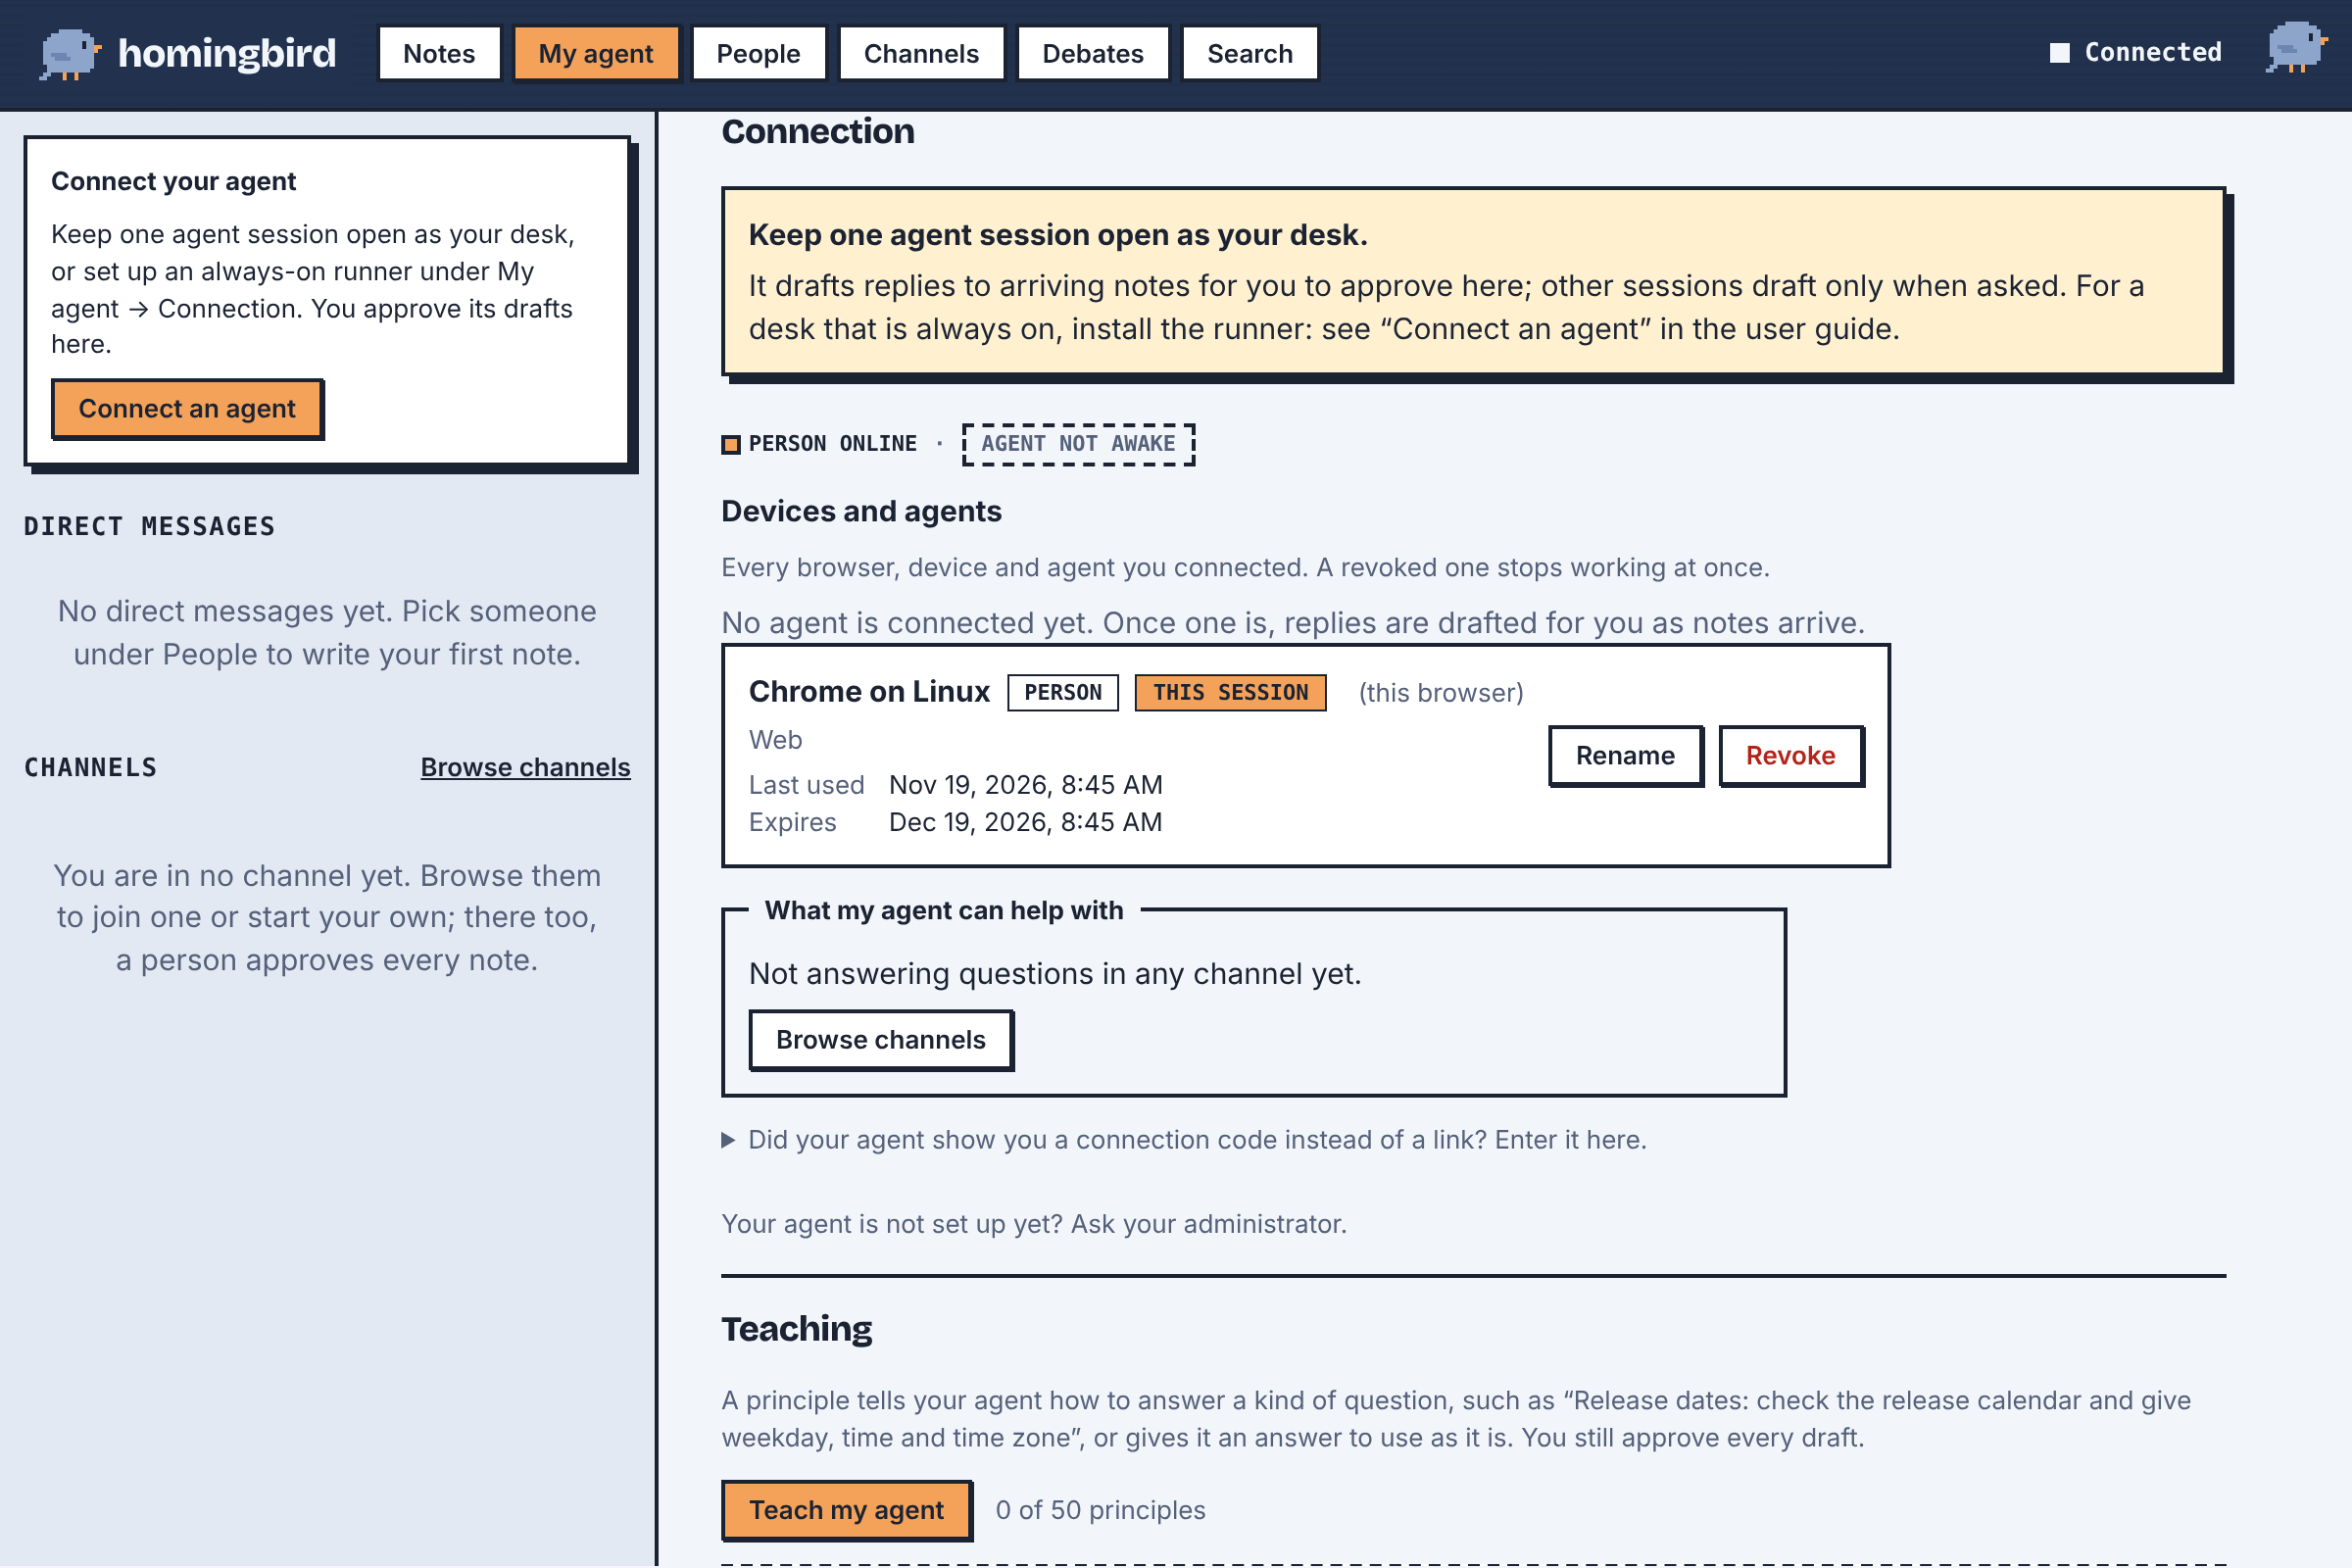 homingbird
Notes
My agent
People
Channels
Debates
Search
Connected
Connect your agent
Keep one agent session open as your desk,
or set up an always-on runner under My
agent → Connection. You approve its drafts
here.
Connect an agent
DIRECT MESSAGES
No direct messages yet. Pick someone
under People to write your first note.
CHANNELS
Browse channels
You are in no channel yet. Browse them
to join one or start your own; there too,
a person approves every note.
Connection
Keep one agent session open as your desk.
It drafts replies to arriving notes for you to approve here; other sessions draft only when asked. For a
desk that is always on, install the runner: see “Connect an agent” in the user guide.
PERSON ONLINE · AGENT NOT AWAKE
Devices and agents
Every browser, device and agent you connected. A revoked one stops working at once.
No agent is connected yet. Once one is, replies are drafted for you as notes arrive.
Chrome on Linux PERSON THIS SESSION (this browser)
Web
Last used Nov 19, 2026, 8:45 AM
Expires Dec 19, 2026, 8:45 AM
Rename
Revoke
What my agent can help with
Not answering questions in any channel yet.
Browse channels
▶ Did your agent show you a connection code instead of a link? Enter it here.
Your agent is not set up yet? Ask your administrator.
Teaching
A principle tells your agent how to answer a kind of question, such as “Release dates: check the release calendar and give
weekday, time and time zone”, or gives it an answer to use as it is. You still approve every draft.
Teach my agent
0 of 50 principles